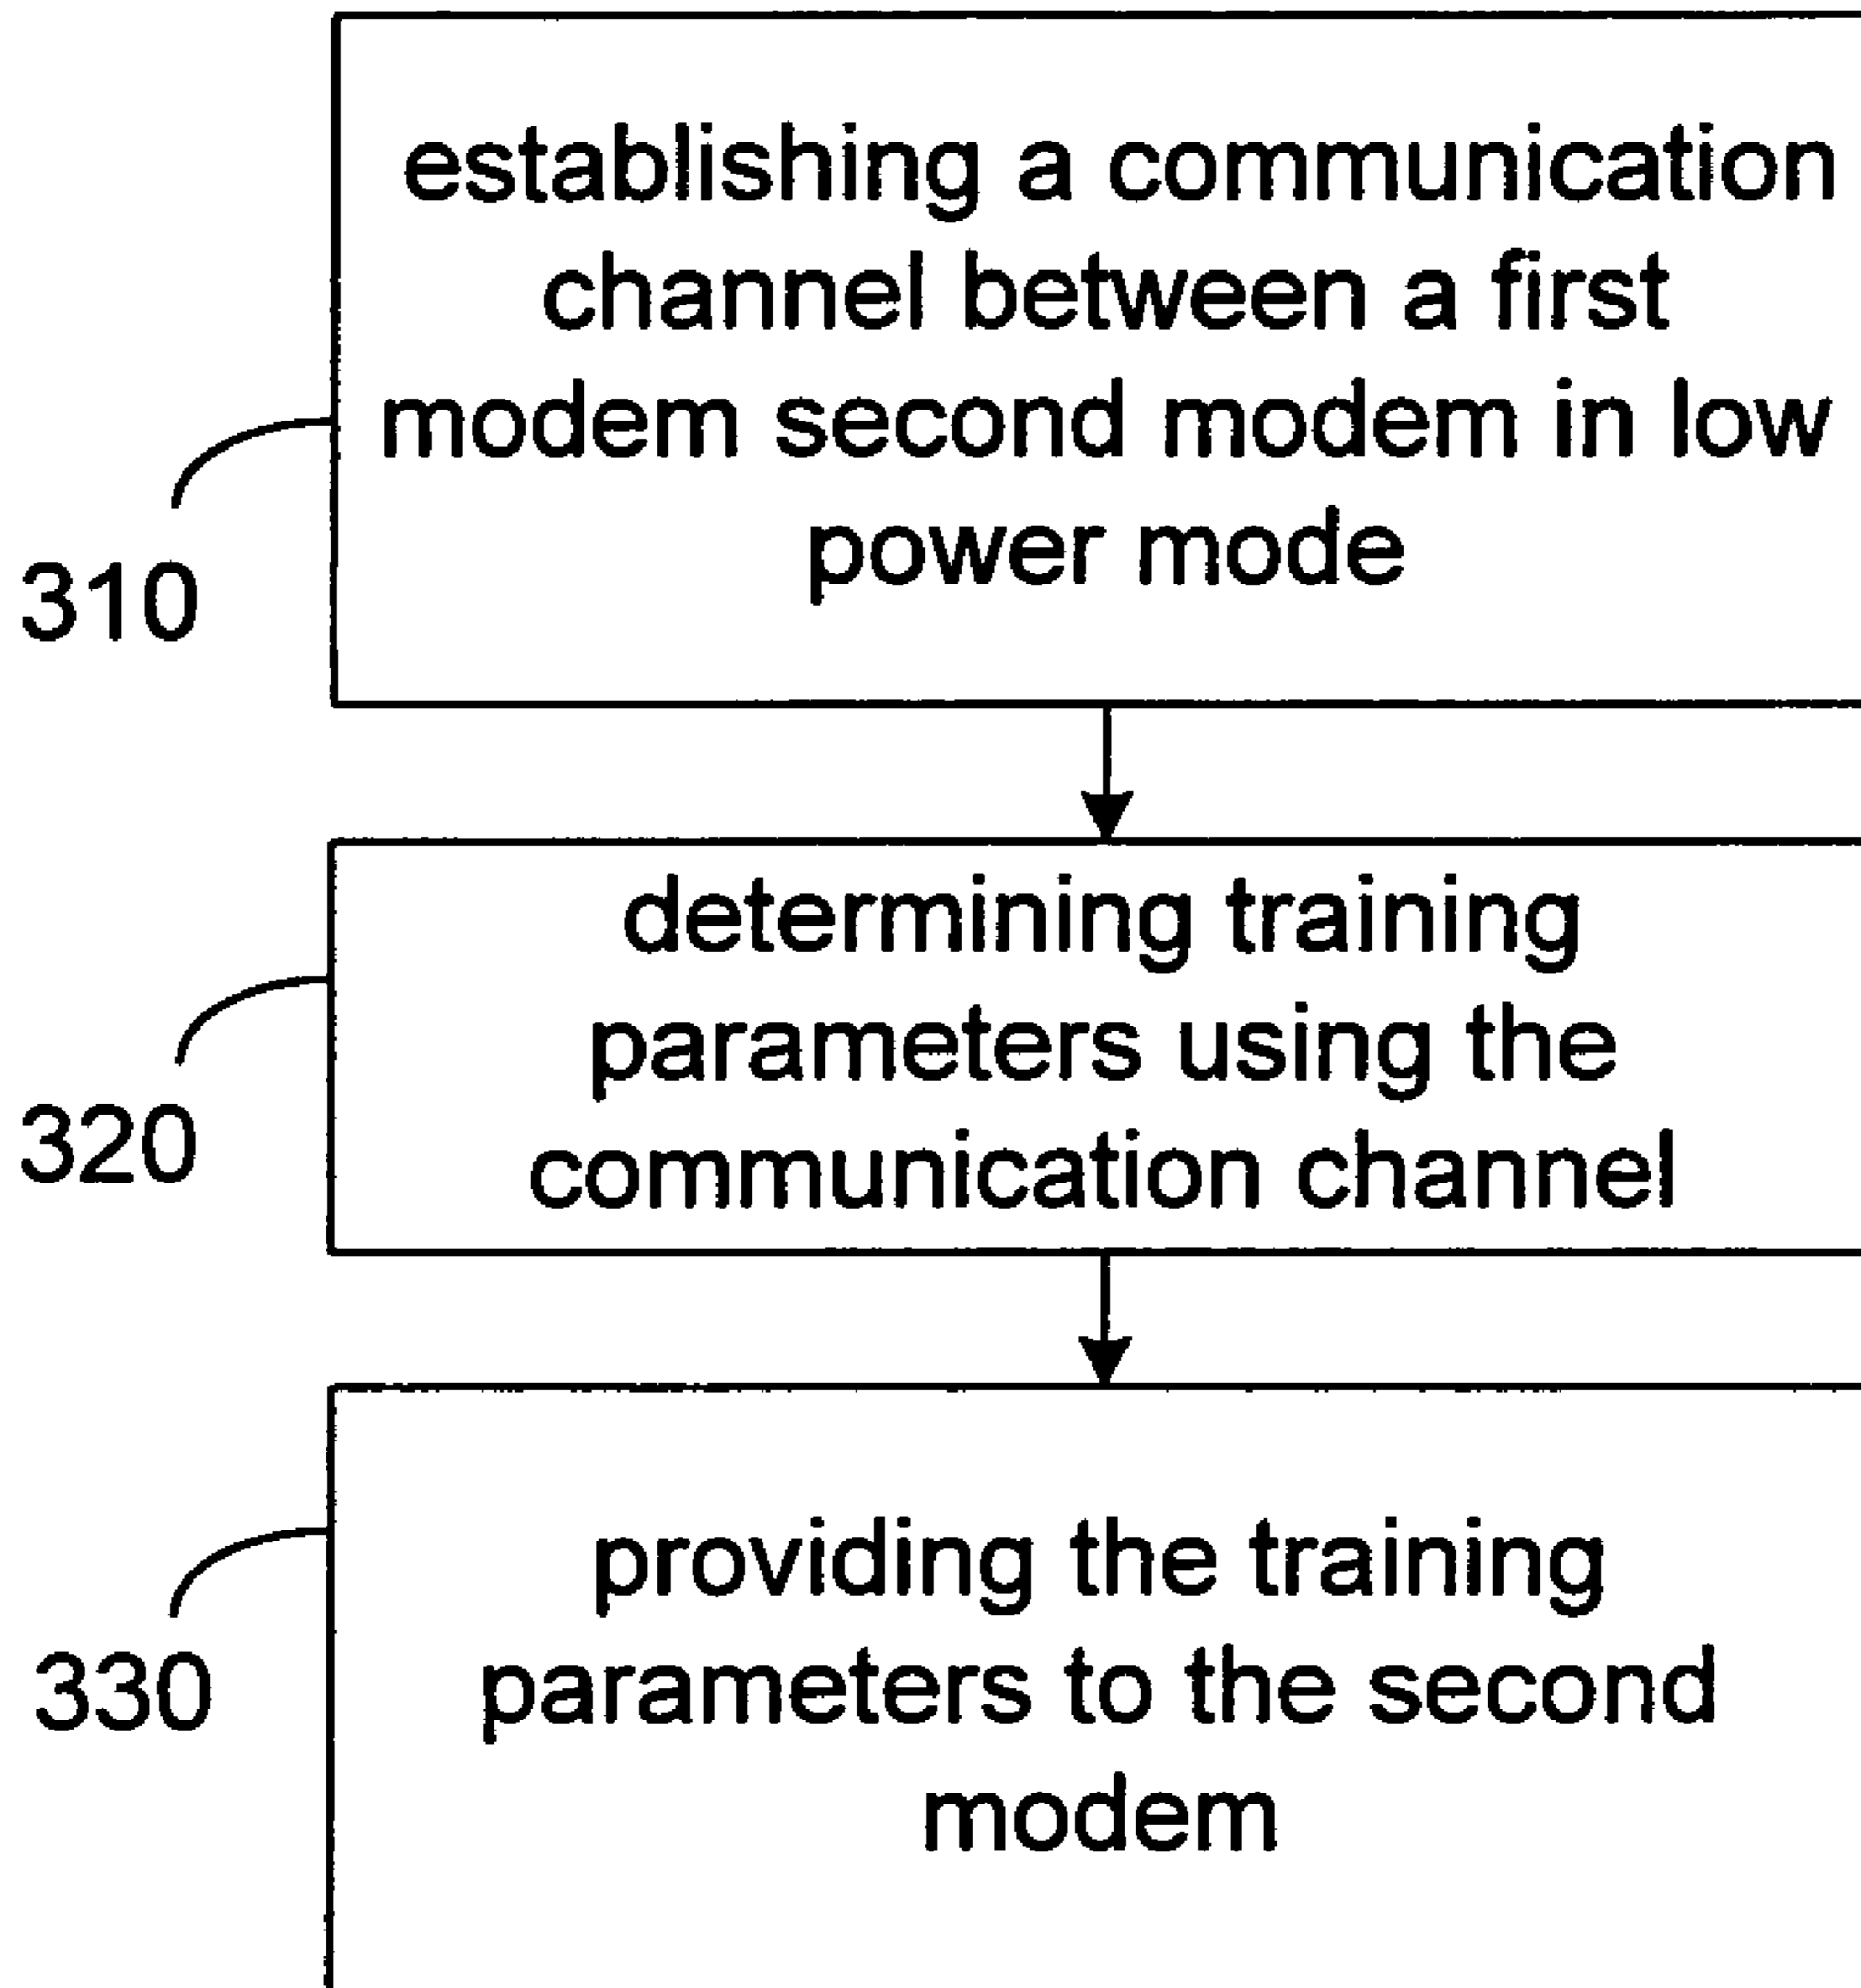 establishing a communication
channel between a first
modem second modem in low
power mode
310
determining training
parameters using the
communication channel
320
providing the training
parameters to the second
modem
330